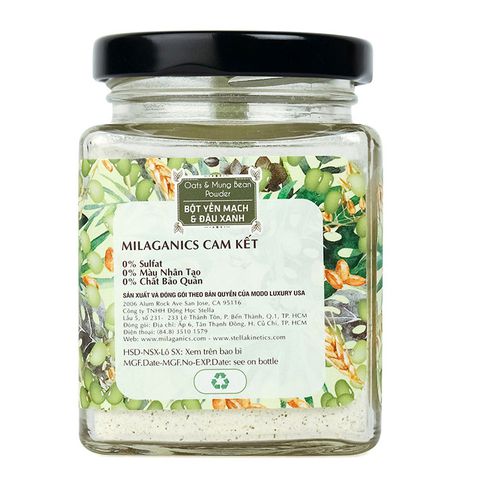 Oats & Mung Bean
Powder
BỘT YẾN MẠCH
& ĐẬU XANH
MILAGANICS CAM KẾT
0% Sulfat
0% Màu Nhân Tạo
0% Chất Bảo Quản
SẢN XUẤT VÀ ĐÓNG GÓI THEO BẢN QUYỀN CỦA MODO LUXURY USA
2006 Alum Rock Ave San Jose, CA 95116
Công ty TNHH Động Học Stella
Lầu 5, số 231- 233 Lê Thánh Tôn, P. Bến Thành, Q.1, TP. HCM
Đóng gói: Địa chỉ: Ấp 6, Tân Thạnh Đông, H. Củ Chi, TP. HCM
Điện thoại: (84.8) 3510 1579
www.milaganics.com - www.stellakinetics.com
HSD-NSX-Lô SX: Xem trên bao bì
MGF.Date-MGF.No-EXP.Date: see on bottle